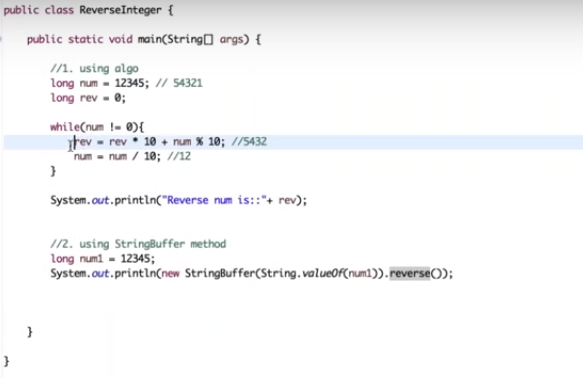 public class ReverseInteger {
public static void main(String[] args) {
//1. using algo
long num = 12345; // 54321
long rev = 0;
while(num != 0){
rev = rev * 10 + num % 10; //5432
num = num / 10; //12
}
System.out.println("Reverse num is::"+ rev);
//2. using StringBuffer method
long num1 = 12345;
System.out.println(new StringBuffer(String.valueOf(num1)).reverse());
}
}